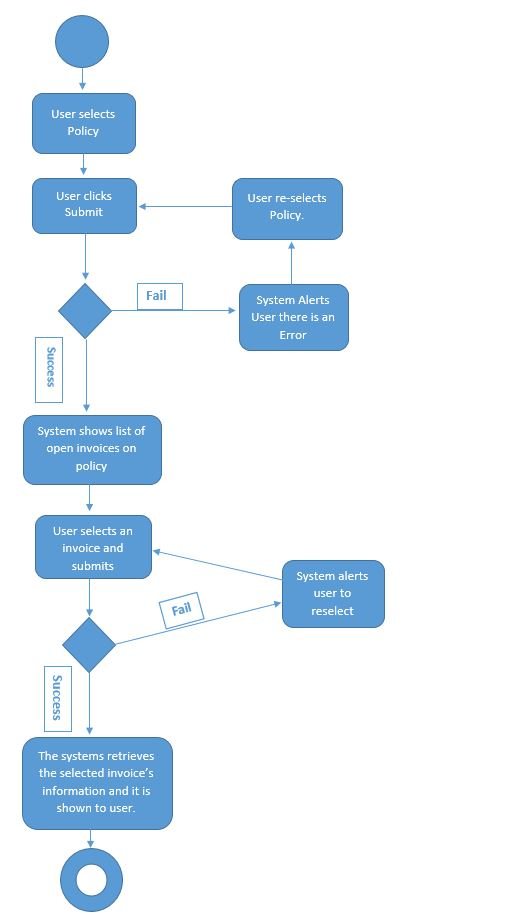 User selects
Policy
User clicks
Submit
User re-selects
Policy.
Fail
System Alerts
User there is an
Error
Success
System shows list of
open invoices on
policy
User selects an
invoice and
submits
System alerts
user to
reselect
Fail
Success
The systems retrieves
the selected invoice's
information and it is
shown to user.